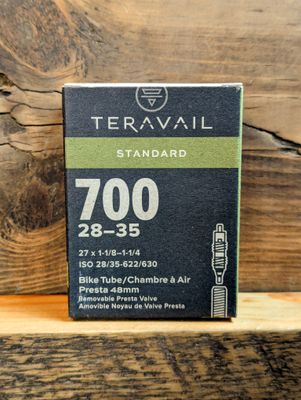 TERAVAIL
STANDARD
700
28–35
27 x 1-1/8–1-1/4
ISO 28/35-622/630
Bike Tube/Chambre à Air
Presta 48mm
Removable Presta Valve
Amovible Noyau de Valve Presta